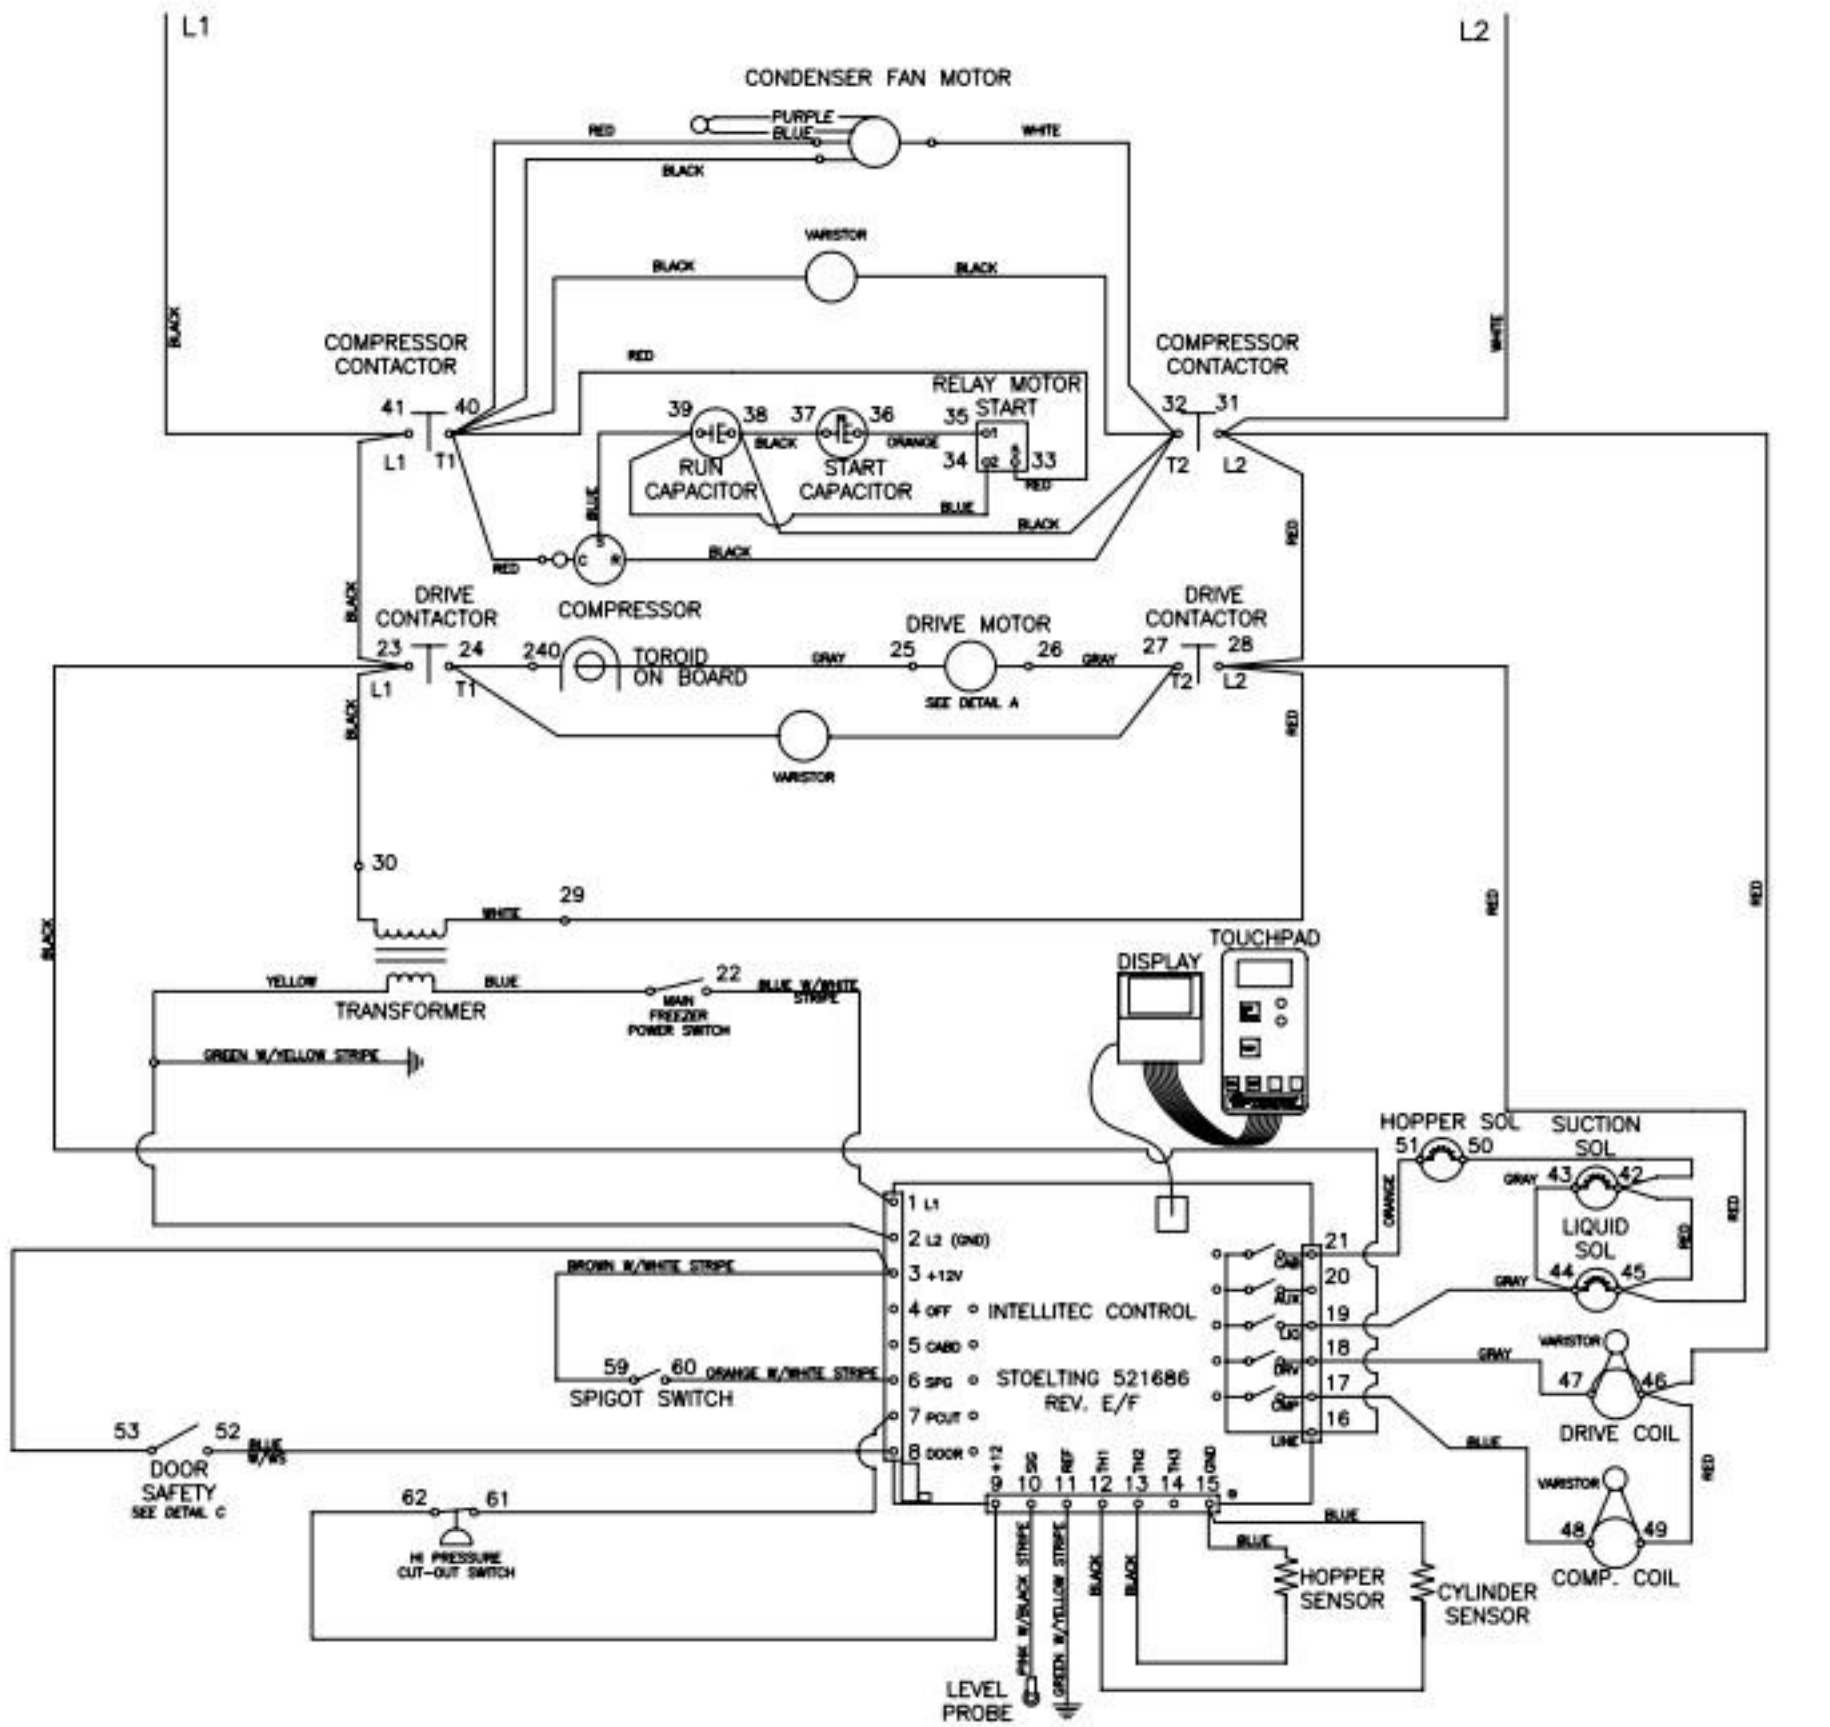 L1
L2
CONDENSER FAN MOTOR
PURPLE
RED
BLUE
WHITE
BLACK
VARISTOR
BLACK
BLACK
BLACK
WHITE
COMPRESSOR
CONTACTOR
RED
COMPRESSOR
CONTACTOR
RELAY MOTOR
START
41
40
39
38
37
36
35
1
32
31
BLACK
ORANGE
L1
T1
RUN
CAPACITOR
START
CAPACITOR
34
2
33
RED
T2
L2
BLUE
BLUE
BLACK
S
C
R
RED
BLACK
RED
BLACK
DRIVE
CONTACTOR
COMPRESSOR
DRIVE MOTOR
DRIVE
CONTACTOR
23
24
240
TOROID
ON BOARD
GRAY
25
26
GRAY
27
28
L1
T1
T2
L2
SEE DETAIL A
BLACK
RED
VARISTOR
30
29
WHITE
BLACK
RED
RED
TOUCHPAD
DISPLAY
YELLOW
BLUE
22
BLUE W/WHITE
STRIPE
TRANSFORMER
MAIN
FREEZER
POWER SWITCH
GREEN W/YELLOW STRIPE
HOPPER SOL
SUCTION
SOL
51
50
GRAY
43
42
ORANGE
RED
RED
LIQUID
SOL
1 L1
2 L2 (GND)
BROWN W/WHITE STRIPE
3 +12V
4 OFF
INTELLITEC CONTROL
5 CABD
59
60
ORANGE W/WHITE STRIPE
6 SPG
STOELTING 521686
REV. E/F
SPIGOT SWITCH
7 PCUT
8 DOOR
21
CAB
20
AUX
19
LIQ
18
DRV
17
CMP
16
LINE
GRAY
44
45
VARISTOR
GRAY
47
46
DRIVE COIL
BLUE
RED
VARISTOR
48
49
COMP. COIL
53
52
BLUE
W/WS
DOOR
SAFETY
SEE DETAIL C
62
61
HI PRESSURE
CUT-OUT SWITCH
+12
SG
REF
TH1
TH2
TH3
GND
9
10
11
12
13
14
15
PINK W/BLACK STRIPE
GREEN W/YELLOW STRIPE
BLACK
BLACK
BLUE
BLUE
HOPPER
SENSOR
CYLINDER
SENSOR
LEVEL
PROBE